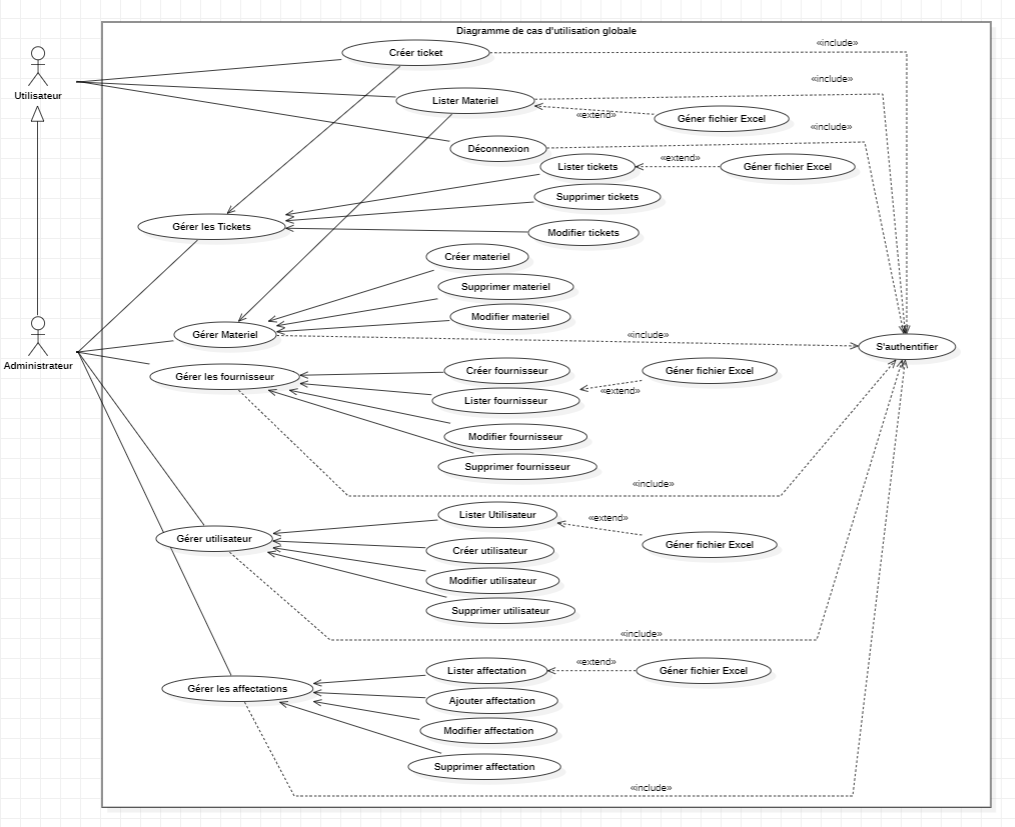 Diagramme de cas d'utilisation globale
Créer ticket
«include»
Utilisateur
Lister Materiel
«include»
«extend»
Géner fichier Excel
«include»
Déconnexion
Lister tickets
«extend»
Géner fichier Excel
Supprimer tickets
Gérer les Tickets
Modifier tickets
Créer materiel
Supprimer materiel
Modifier materiel
Gérer Materiel
«include»
S'authentifier
Administrateur
Gérer les fournisseur
Créer fournisseur
Géner fichier Excel
«extend»
Lister fournisseur
Modifier fournisseur
Supprimer fournisseur
«include»
Lister Utilisateur
«extend»
Gérer utilisateur
Géner fichier Excel
Créer utilisateur
Modifier utilisateur
Supprimer utilisateur
«include»
Lister affectation
«extend»
Géner fichier Excel
Gérer les affectations
Ajouter affectation
Modifier affectation
Supprimer affectation
«include»